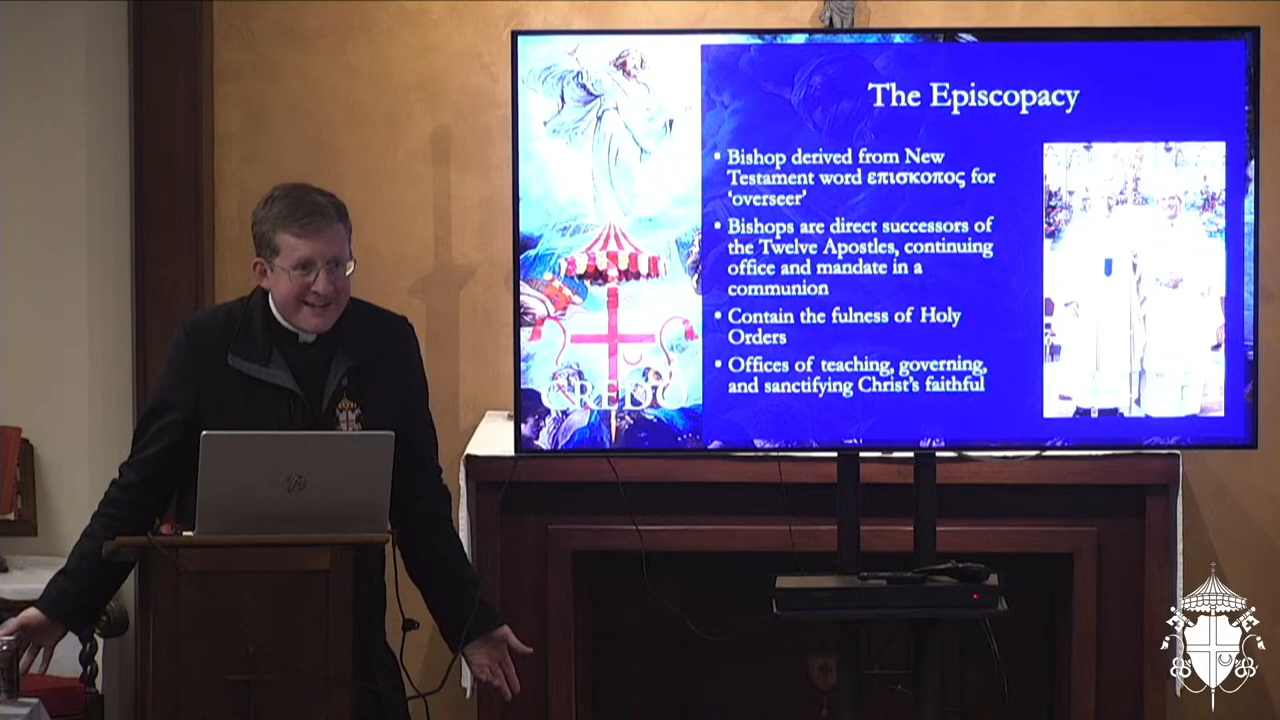 The Episcopacy
• Bishop derived from New
Testament word επισκοπος for
‘overseer’
• Bishops are direct successors of
the Twelve Apostles, continuing
office and mandate in a
communion
• Contain the fulness of Holy
Orders
• Offices of teaching, governing,
and sanctifying Christ’s faithful
CREDO
hp